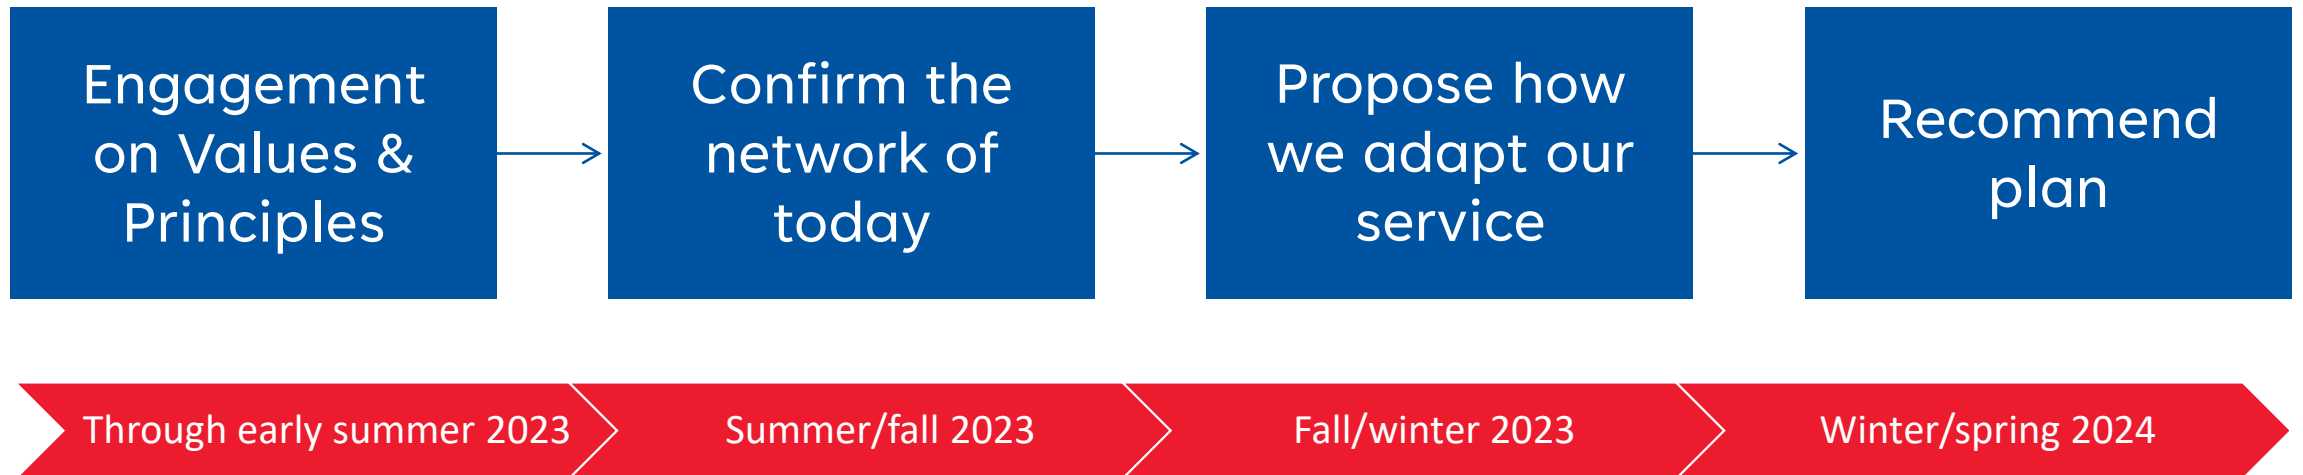 Engagement
on Values &
Principles
Confirm the
network of
today
Propose how
we adapt our
service
Recommend
plan
Through early summer 2023
Summer/fall 2023
Fall/winter 2023
Winter/spring 2024